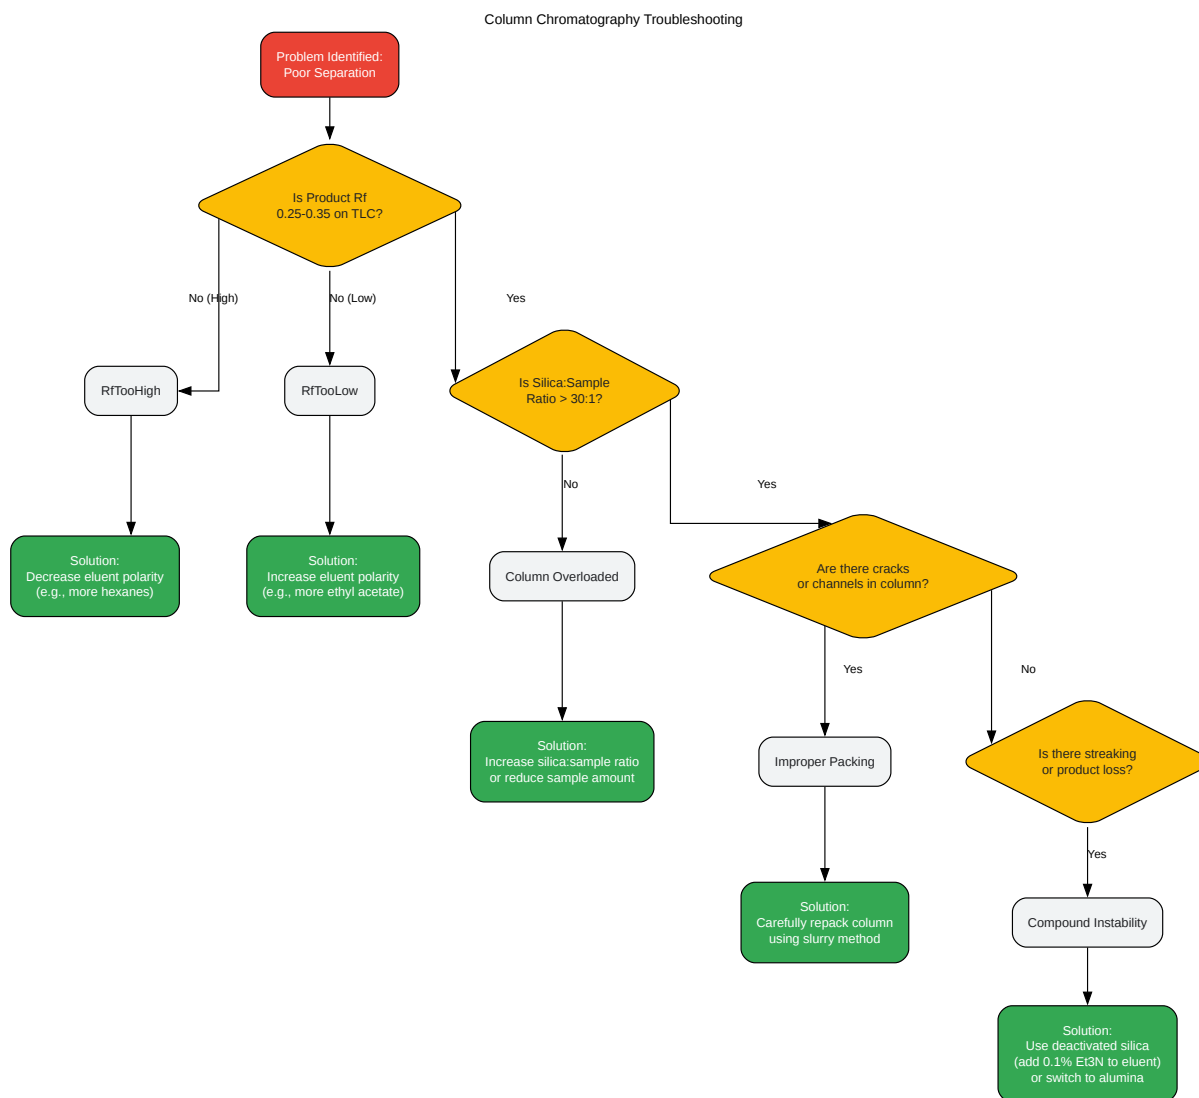 Column Chromatography Troubleshooting
Problem Identified:
Poor Separation
Is Product Rf
0.25-0.35 on TLC?
No (High)
No (Low)
Yes
RfTooHigh
RfTooLow
Is Silica:Sample
Ratio > 30:1?
No
Yes
Solution:
Decrease eluent polarity
(e.g., more hexanes)
Solution:
Increase eluent polarity
(e.g., more ethyl acetate)
Column Overloaded
Are there cracks
or channels in column?
Yes
No
Solution:
Increase silica:sample ratio
or reduce sample amount
Improper Packing
Is there streaking
or product loss?
Yes
Solution:
Carefully repack column
using slurry method
Compound Instability
Solution:
Use deactivated silica
(add 0.1% Et3N to eluent)
or switch to alumina